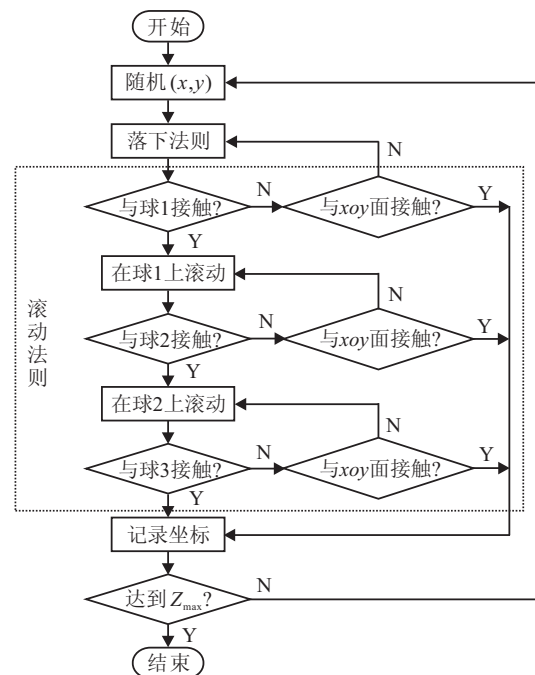 开始
随机(x,y)
落下法则
N
与球1接触?
N
与xoy面接触?
Y
Y
在球1上滚动
N
与球2接触?
N
与xoy面接触?
Y
Y
在球2上滚动
N
与球3接触?
N
与xoy面接触?
Y
Y
滚动法则
记录坐标
达到Zmax?
N
Y
结束